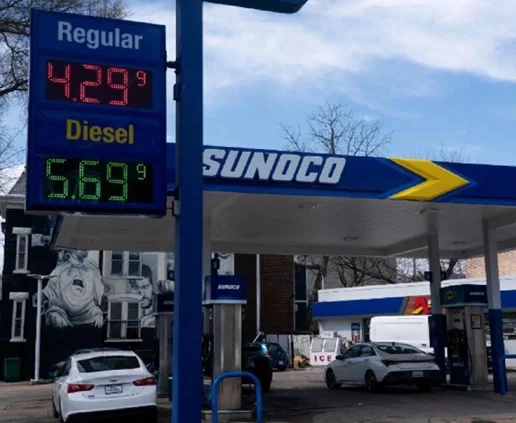 Regular
4.29 9
Diesel
5.69 9
SUNOCO
SUNOCO
ICE